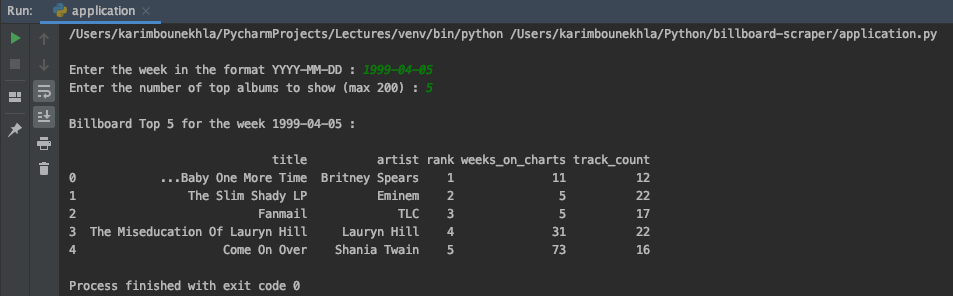 Run: application
/Users/karimbounekhla/PycharmProjects/Lectures/venv/bin/python /Users/karimbounekhla/Python/billboard-scraper/application.py
Enter the week in the format YYYY-MM-DD : 1999-04-05
Enter the number of top albums to show (max 200) : 5
Billboard Top 5 for the week 1999-04-05 :
title artist rank weeks_on_charts track_count
0 ...Baby One More Time Britney Spears 1 11 12
1 The Slim Shady LP Eminem 2 5 22
2 Fanmail TLC 3 5 17
3 The Miseducation Of Lauryn Hill Lauryn Hill 4 31 22
4 Come On Over Shania Twain 5 73 16
Process finished with exit code 0